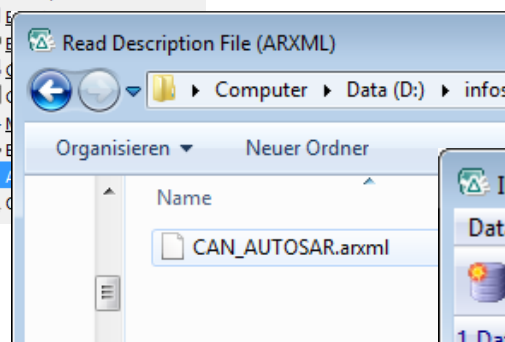 Read Description File (ARXML)
Computer Data (D:) infos
Organisieren Neuer Ordner
Name
CAN_AUTOSAR.arxml
Dat